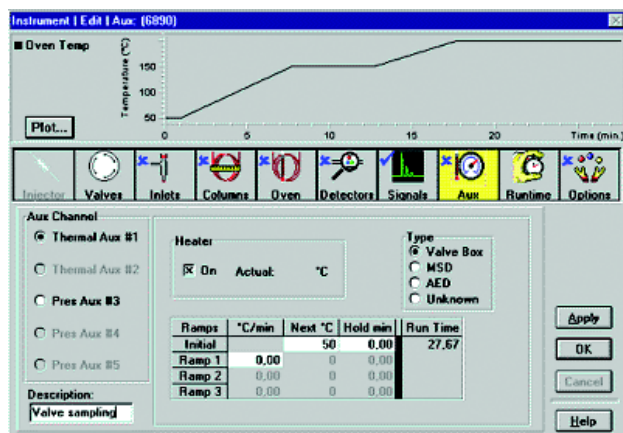 Instrument | Edit | Aux: (6890)
Oven Temp
Temperature (°C)
150
100
50
Plot...
5
10
15
20
Time (min.)
Injector
Valves
Inlets
Columns
Oven
Detectors
Signals
Aux
Runtime
Options
Aux Channel
Thermal Aux #1
Thermal Aux #2
Pres Aux #3
Pres Aux #4
Pres Aux #5
Description:
Valve sampling
Heater
On Actual: °C
Type
Valve Box
MSD
AED
Unknown
Ramps °C/min Next °C Hold min Run Time
Initial 50 0.00 27.67
Ramp 1 0.00 0 0.00
Ramp 2 0.00 0 0.00
Ramp 3 0.00 0 0.00
Apply
OK
Cancel
Help